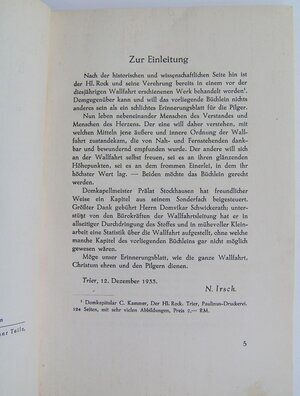 Zur Einleitung
Nach der historischen und wissenschaftlichen Seite hin ist
der Hl. Rock und seine Verehrung bereits in einem vor der
diesjährigen Wallfahrt erschienenen Werk behandelt worden¹.
Demgegenüber kann und will das vorliegende Büchlein nichts
anderes sein als ein schlichtes Erinnerungsblatt für die Pilger.
Nun leben nebeneinander Menschen des Verstandes und
Menschen des Herzens. Der eine will daher verstehen, mit
welchen Mitteln jene äußere und innere Ordnung der Wall-
fahrt zustandekam, die von Nah- und Fernstehenden dank-
bar und bewundernd empfunden wurde. Der andere will sich
an der Wallfahrt selbst freuen, sei es an ihren glänzenden
Höhepunkten, sei es an dem frommen Einerlei, in dem ihr
höchster Wert lag. — Beiden möchte das Büchlein gerecht
werden.
Domkapellmeister Prälat Stockhausen hat freundlicher
Weise ein Kapitel aus seinem Sonderfach beigesteuert.
Größter Dank gebührt Herrn Domvikar Schwickerath; unter-
stützt von den Bürokräften der Wallfahrtsleitung hat er in
allseitiger Durchdringung des Stoffes und in mühevoller Klein-
arbeit eine Statistik über die Wallfahrt aufgestellt, ohne welche
manche Kapitel des vorliegenden Büchleins gar nicht möglich
gewesen wären.
Möge unser Erinnerungsblatt, wie die ganze Wallfahrt,
Christum ehren und den Pilgern dienen.
Trier, 12. Dezember 1933.
N. Irsch.
¹ Domkapitular C. Kammer, Der Hl. Rock. Trier, Paulinus-Druckerei.
124 Seiten, mit sehr vielen Abbildungen, Preis 2,— RM.
5
ner Teile.